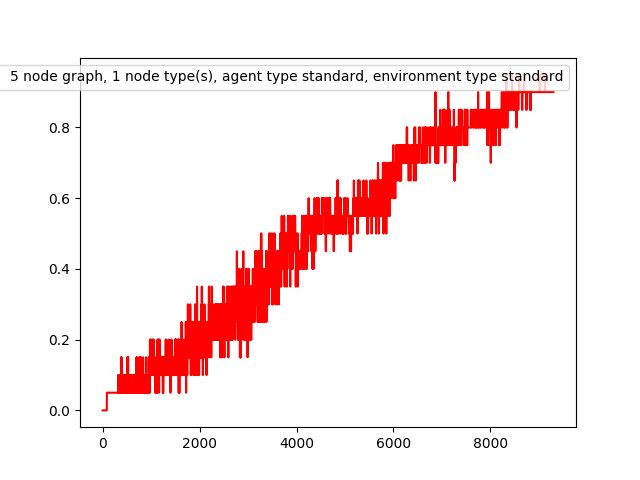 5 node graph, 1 node type(s), agent type standard, environment type standard
0.8
0.6
0.4
0.2
0.0
0 2000 4000 6000 8000